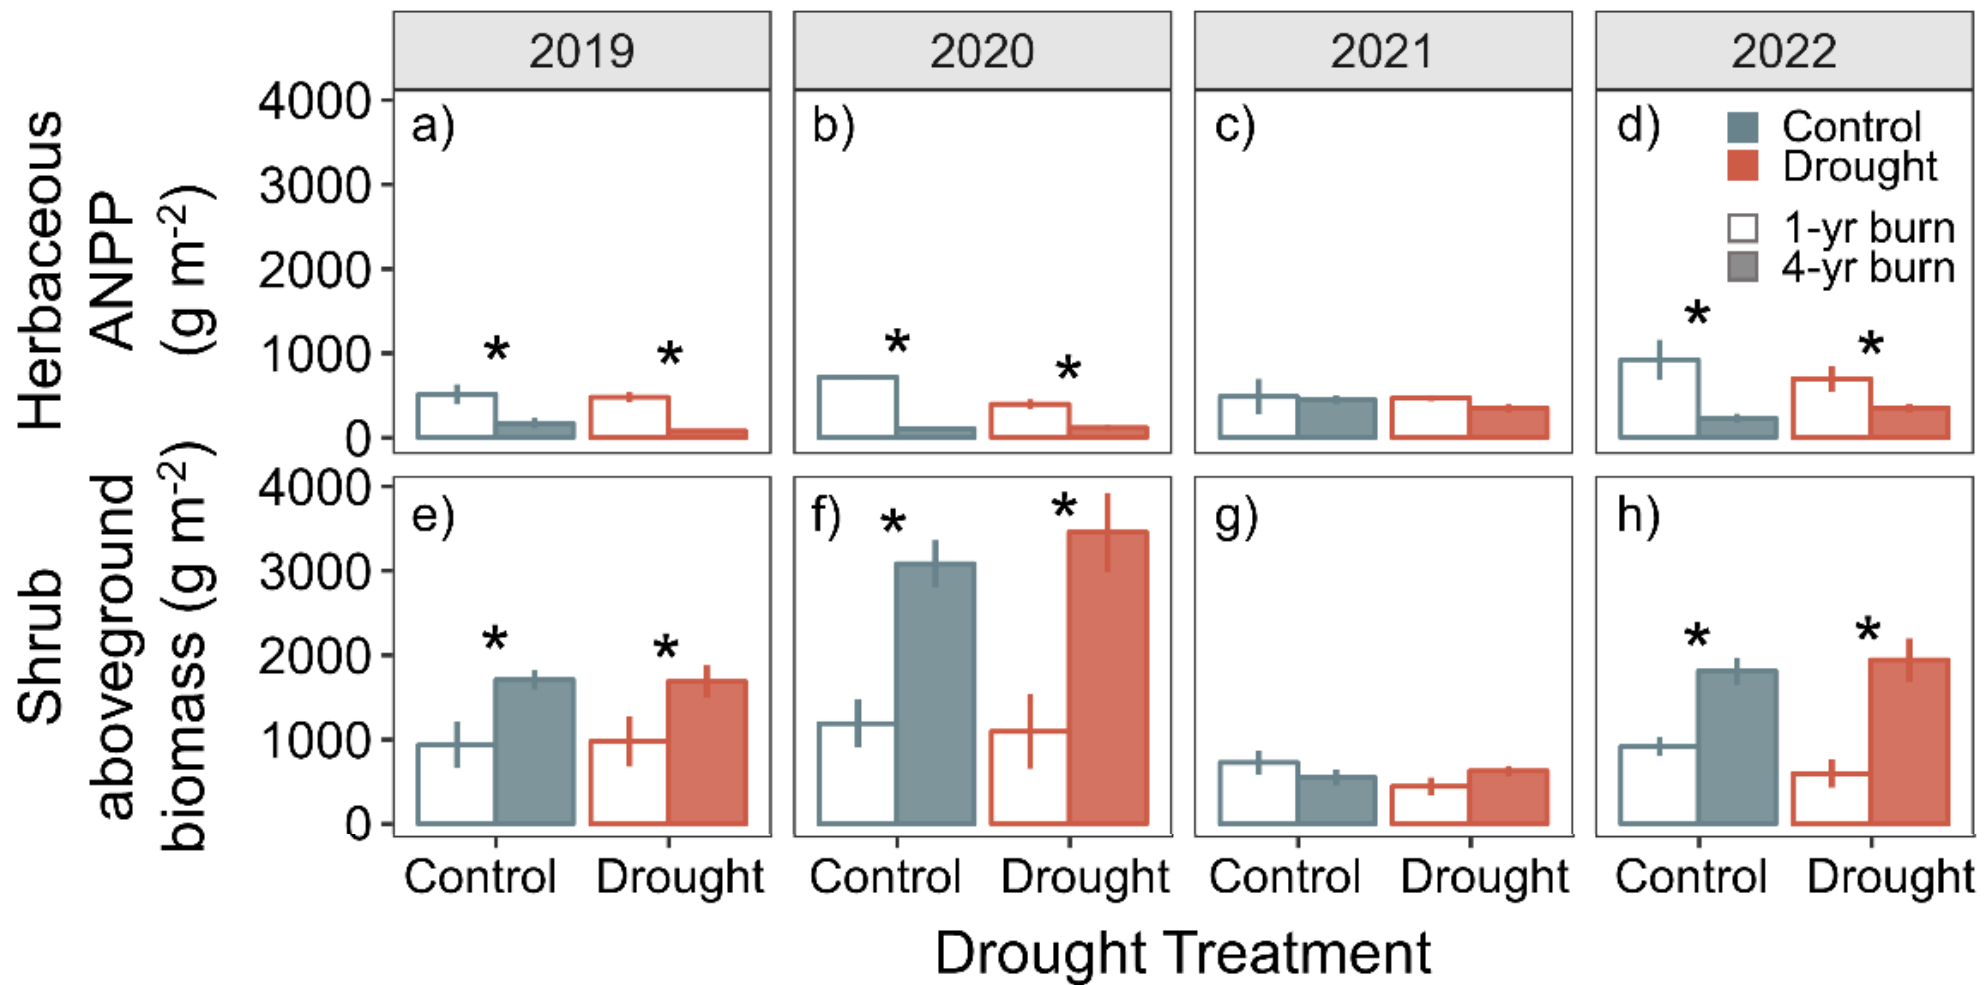 2019 2020 2021 2022
Herbaceous
ANPP
(g m-2)
4000
3000
2000
1000
0
a)
*
*
b)
*
*
c)
d)
Control
Drought
1-yr burn
4-yr burn
*
*
Shrub
aboveground
biomass (g m-2)
4000
3000
2000
1000
0
e)
*
*
f)
*
*
g)
h)
*
*
Control Drought Control Drought Control Drought Control Drought
Drought Treatment